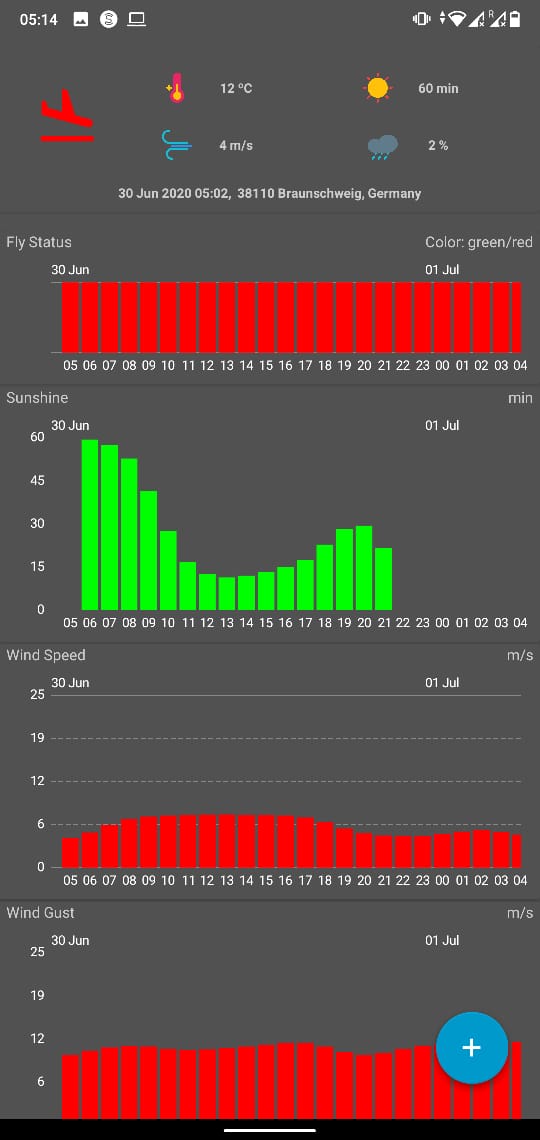 05:14
R
12 ºC
60 min
4 m/s
2 %
30 Jun 2020 05:02, 38110 Braunschweig, Germany
Fly Status
Color: green/red
30 Jun
01 Jul
05 06 07 08 09 10 11 12 13 14 15 16 17 18 19 20 21 22 23 00 01 02 03 04
Sunshine
min
30 Jun
01 Jul
60
45
30
15
0
05 06 07 08 09 10 11 12 13 14 15 16 17 18 19 20 21 22 23 00 01 02 03 04
Wind Speed
m/s
30 Jun
01 Jul
25
19
12
6
0
05 06 07 08 09 10 11 12 13 14 15 16 17 18 19 20 21 22 23 00 01 02 03 04
Wind Gust
m/s
30 Jun
01 Jul
25
19
12
6
+